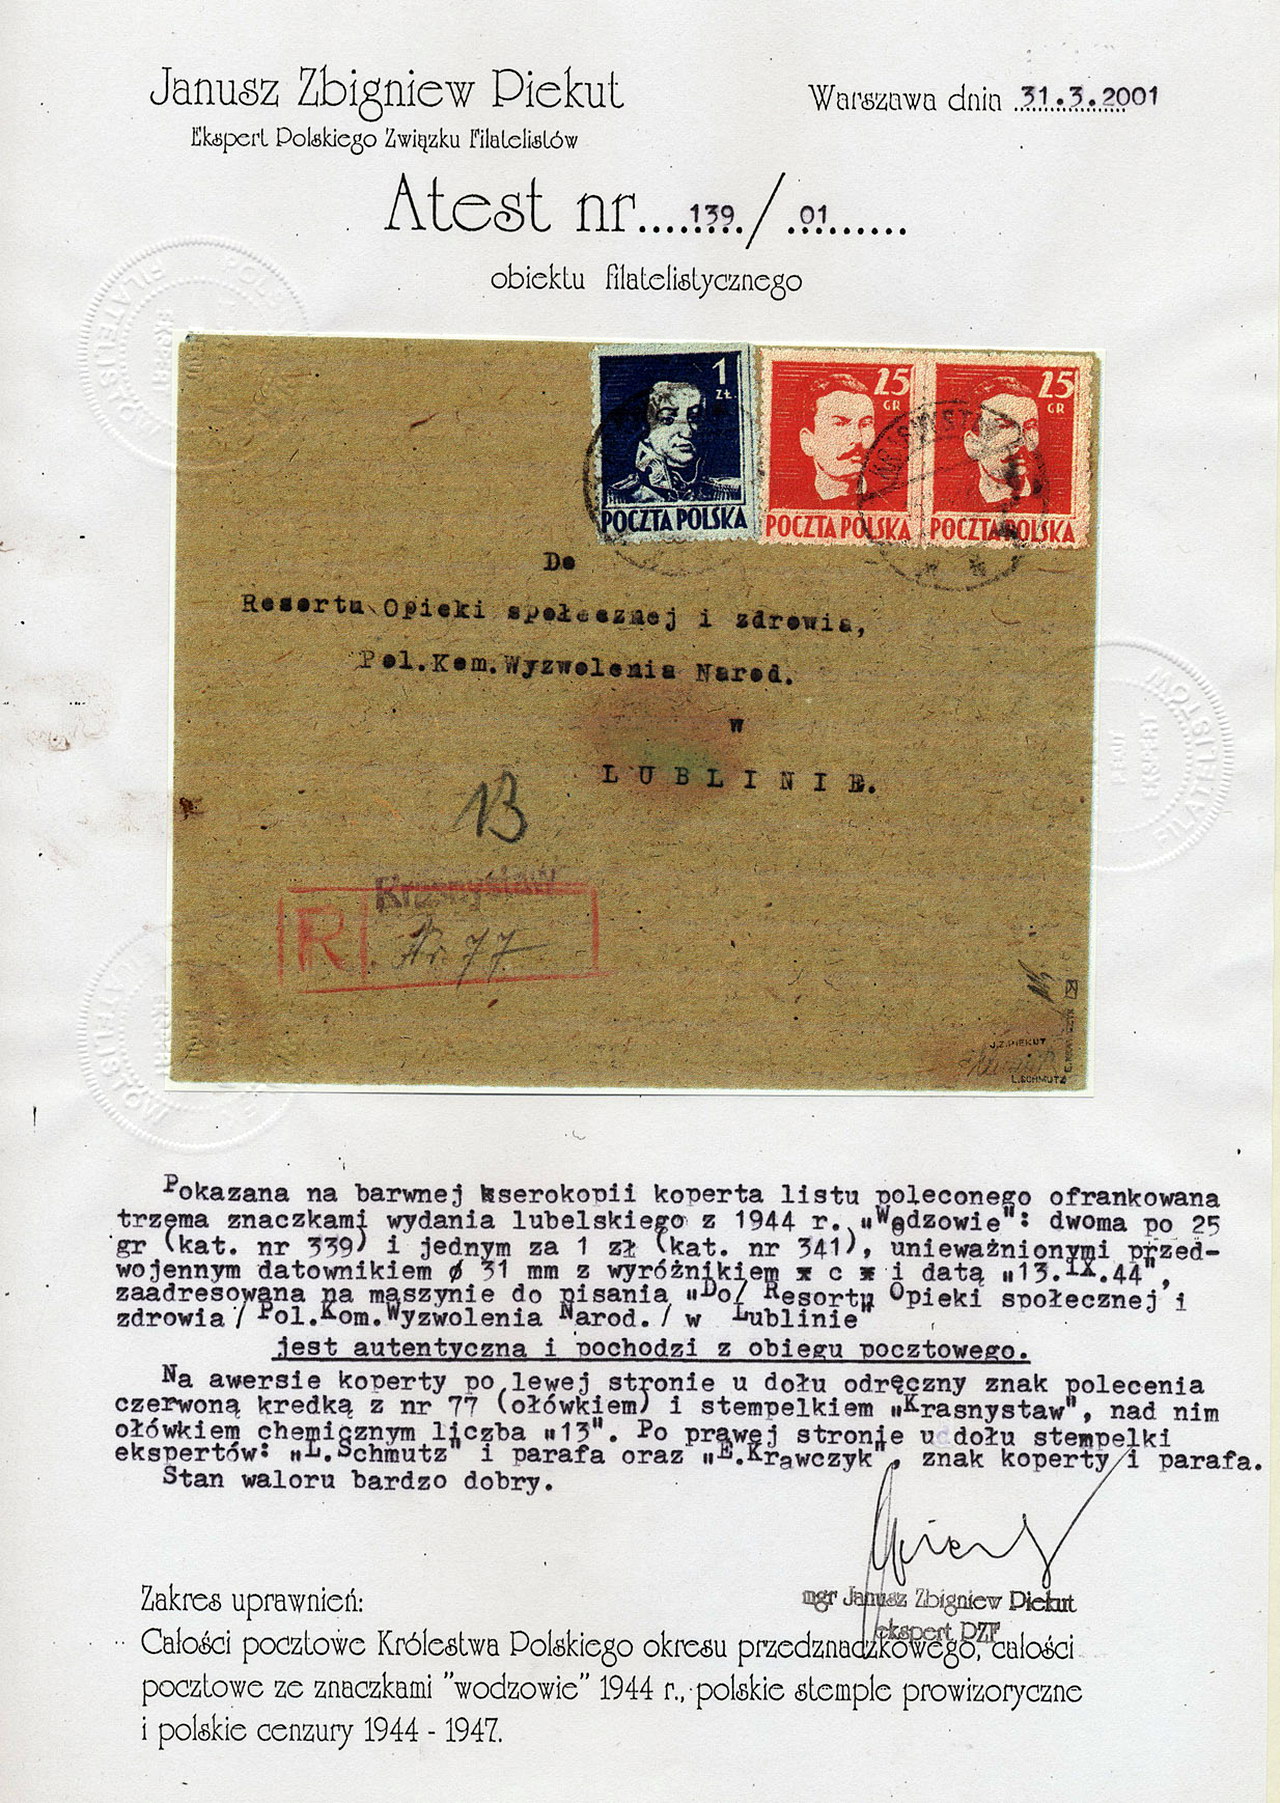 Janusz Zbigniew Piekut
Ekspert Polskiego Związku Filatelistów
Warszawa dnia 31.3.2001
Atest nr 139/01
obiektu filatelistycznego
1
ZŁ.
POCZTA POLSKA
25
GR
POCZTA POLSKA
25
GR
POCZTA POLSKA
Do
Resortu Opieki społecznej i zdrowia,
Pol.Kom.Wyzwolenia Narod.
w
LUBLINIE.
13
Krasnystaw
R
Nr. 77
J.Z.PIEKUT
L.SCHMUTZ
Pokazana na barwnej kserokopii koperta listu poleconego ofrankowana
trzema znaczkami wydania lubelskiego z 1944 r. „Wodzowie": dwoma po 25
gr (kat. nr 339) i jednym za 1 zł (kat. nr 341), unieważnionymi przed-
wojennym datownikiem ø 31 mm z wyróżnikiem * c * i datą „13.IX.44",
zaadresowana na maszynie do pisania „Do/ Resortu Opieki społecznej i
zdrowia/ Pol.Kom.Wyzwolenia Narod./ w Lublinie"
jest autentyczna i pochodzi z obiegu pocztowego.
Na awersie koperty po lewej stronie u dołu odręczny znak polecenia
czerwoną kredką z nr 77 (ołówkiem) i stempelkiem „Krasnystaw", nad nim
ołówkiem chemicznym liczba „13". Po prawej stronie u dołu stempelki
ekspertów: „L.Schmutz" i parafa oraz „E.Krawczyk", znak koperty i parafa.
Stan waloru bardzo dobry.
mgr Janusz Zbigniew Piekut
ekspert PZF
Zakres uprawnień:
Całości pocztowe Królestwa Polskiego okresu przedznaczkowego, całości
pocztowe ze znaczkami "wodzowie" 1944 r., polskie stemple prowizoryczne
i polskie cenzury 1944 - 1947.